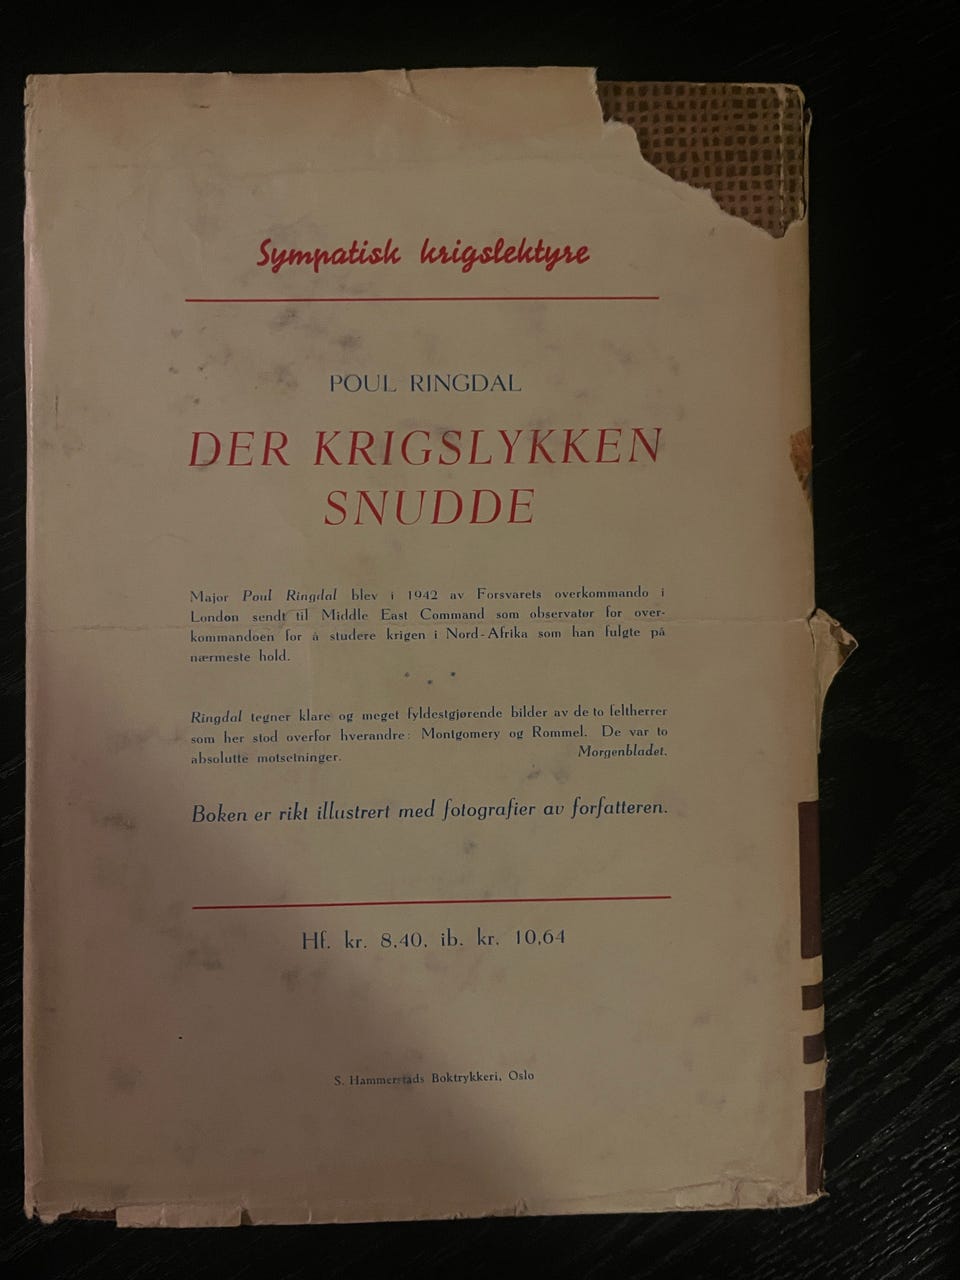 Sympatisk krigslektyre
POUL RINGDAL
DER KRIGSLYKKEN
SNUDDE
Major Poul Ringdal blev i 1942 av Forsvarets overkommando i
London sendt til Middle East Command som observatør for over-
kommandoen for å studere krigen i Nord-Afrika som han fulgte på
nærmeste hold.
Ringdal tegner klare og meget fyldestgjørende bilder av de to feltherrer
som her stod overfor hverandre: Montgomery og Rommel. De var to
absolutte motsetninger. Morgenbladet.
Boken er rikt illustrert med fotografier av forfatteren.
Hf. kr. 8,40, ib. kr. 10,64
S. Hammerstads Boktrykkeri, Oslo